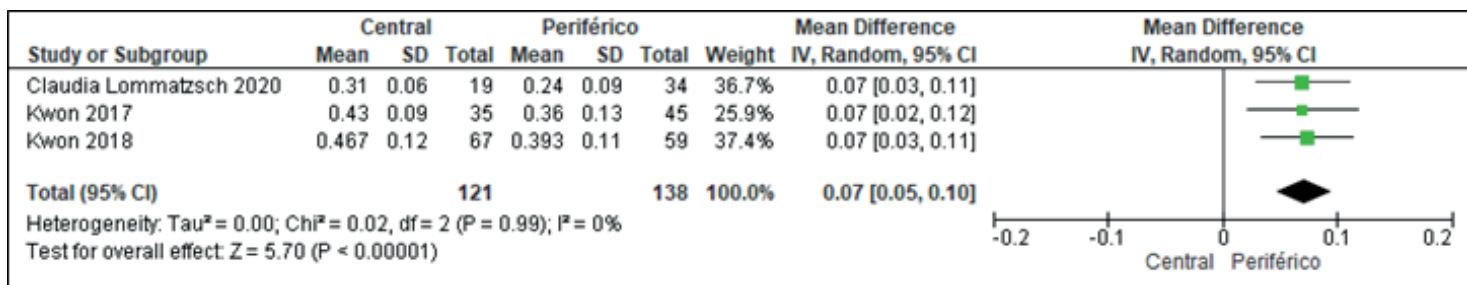 Central Periférico Mean Difference Mean Difference
Study or Subgroup Mean SD Total Mean SD Total Weight IV, Random, 95% CI IV, Random, 95% CI
Claudia Lommatzsch 2020 0.31 0.06 19 0.24 0.09 34 36.7% 0.07 [0.03, 0.11]
Kwon 2017 0.43 0.09 35 0.36 0.13 45 25.9% 0.07 [0.02, 0.12]
Kwon 2018 0.467 0.12 67 0.393 0.11 59 37.4% 0.07 [0.03, 0.11]
Total (95% CI) 121 138 100.0% 0.07 [0.05, 0.10]
Heterogeneity: Tau² = 0.00; Chi² = 0.02, df = 2 (P = 0.99); I² = 0%
Test for overall effect: Z = 5.70 (P < 0.00001)
-0.2 -0.1 0 0.1 0.2
Central Periférico